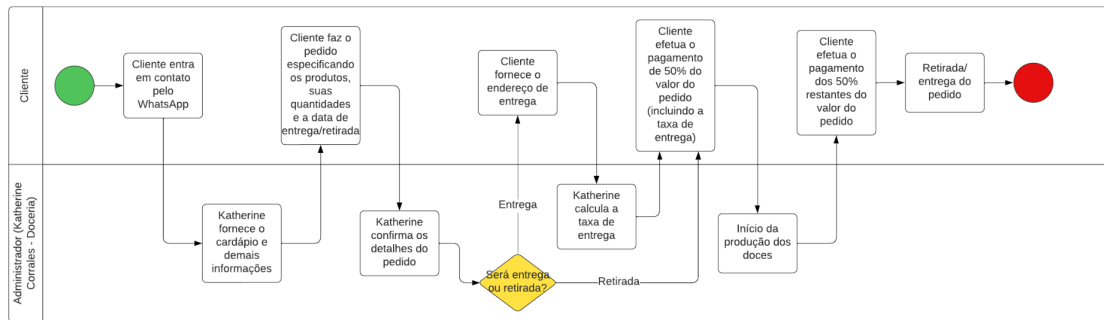 Cliente
Cliente entra
em contato pelo
WhatsApp
Katherine
fornece o
cardápio e
demais
informações
Cliente faz o
pedido
especificando
os produtos,
suas
quantidades
e a data de
entrega/retirada
Katherine
confirma os
detalhes do
pedido
Será entrega
ou retirada?
Entrega
Cliente
fornece o
endereço de
entrega
Katherine
calcula a
taxa de
entrega
Retirada
Cliente
efetua o
pagamento
de 50% do
valor do
pedido
(incluindo a
taxa de
entrega)
Início da
produção dos
doces
Cliente
efetua o
pagamento
dos 50%
restantes do
valor do
pedido
Retirada/
entrega do
pedido
Administrador (Katherine
Corrales - Doceria)